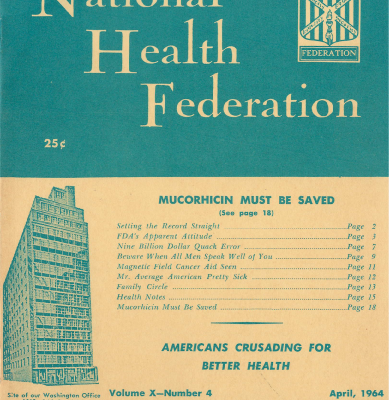 National
Health
Federation
FEDERATION
25¢
MUCORHICIN MUST BE SAVED
(See page 18)
Setting the Record Straight Page 2
FDA's Apparent Attitude Page 3
Nine Billion Dollar Quack Error Page 7
Beware When All Men Speak Well of You Page 9
Magnetic Field Cancer Aid Seen Page 11
Mr. Average American Pretty Sick Page 12
Family Circle Page 13
Health Notes Page 15
Mucorhicin Must Be Saved Page 18
AMERICANS CRUSADING FOR
BETTER HEALTH
Site of our Washington Office
Volume X—Number 4 April, 1964